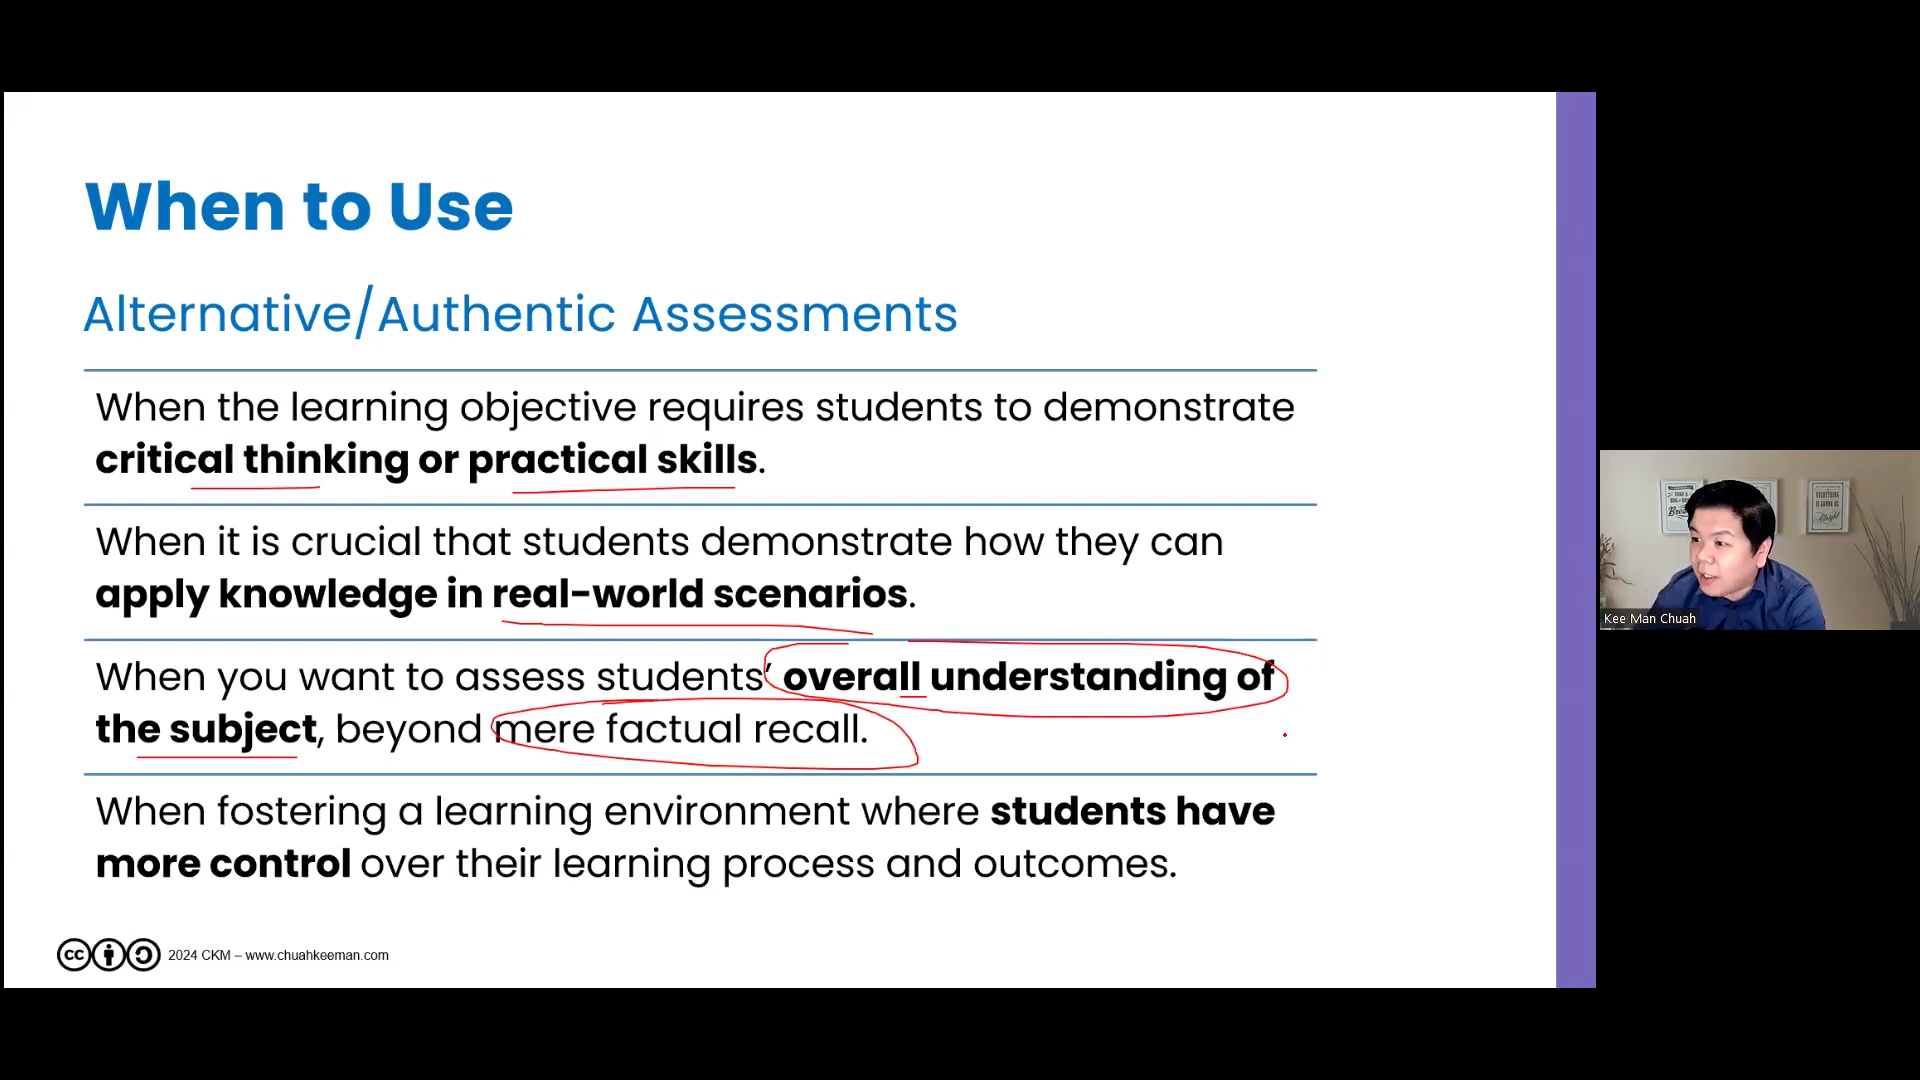 When to Use
Alternative/Authentic Assessments
When the learning objective requires students to demonstrate
critical thinking or practical skills.
When it is crucial that students demonstrate how they can
apply knowledge in real-world scenarios.
When you want to assess students’ overall understanding of
the subject, beyond mere factual recall.
When fostering a learning environment where students have
more control over their learning process and outcomes.
cc 2024 CKM – www.chuahkeeman.com
Kee Man Chuah